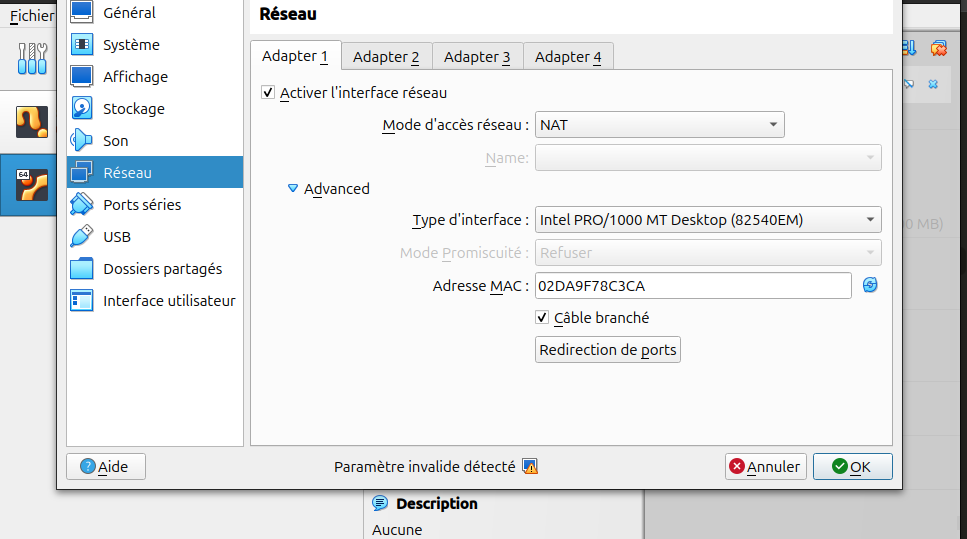 Fichier
Général
Système
Affichage
Stockage
Son
Réseau
Ports séries
USB
Dossiers partagés
Interface utilisateur
64
Réseau
Adapter 1
Adapter 2
Adapter 3
Adapter 4
Activer l'interface réseau
Mode d'accès réseau : NAT
Name:
Advanced
Type d'interface : Intel PRO/1000 MT Desktop (82540EM)
Mode Promiscuité : Refuser
Adresse MAC : 02DA9F78C3CA
Câble branché
Redirection de ports
0 MB)
Aide
Paramètre invalide détecté
Annuler
OK
Description
Aucune